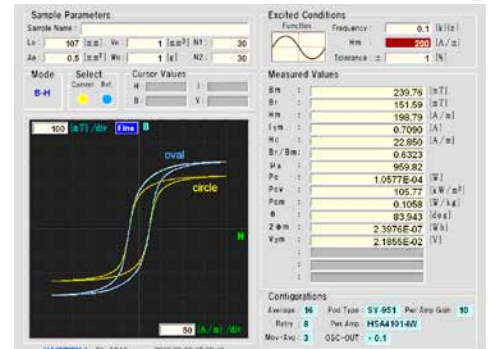 Sample Parameters
Sample Name :
Le : 107 [mm] Ve : 1 [mm³] N1 : 30
Ae : 0.5 [mm²] We : 1 [g] N2 : 30
Mode Select Cursor Values
B-H Current Ref. H : I :
B : V :
100 [mT]/div Fine B
oval
circle
H
50 [A/m]/div
Excited Conditions
Function Frequency : 0.1 [kHz]
Hm 200 [A/m]
Tolerance : ± 1 [%]
Measured Values
Bm : 239.76 [mT]
Br : 151.59 [mT]
Hm : 198.79 [A/m]
I1m : 0.7090 [A]
Hc : 22.850 [A/m]
Br/Bm: 0.6323
μa : 959.82
Pc : 1.0577E-04 [W]
Pcv : 105.77 [kW/m³]
Pcm : 0.1058 [W/kg]
θ : 83.943 [deg]
2Φm : 2.3976E-07 [Wb]
V2m : 2.1855E-02 [V]
Configurations
Average : 16 Pod Type : SY-951 Pwr Amp Gain : 10
Retry : 8 Pwr Amp : HSA4101-IW
Mov-Avg : 3 OSC-OUT : - 0.1